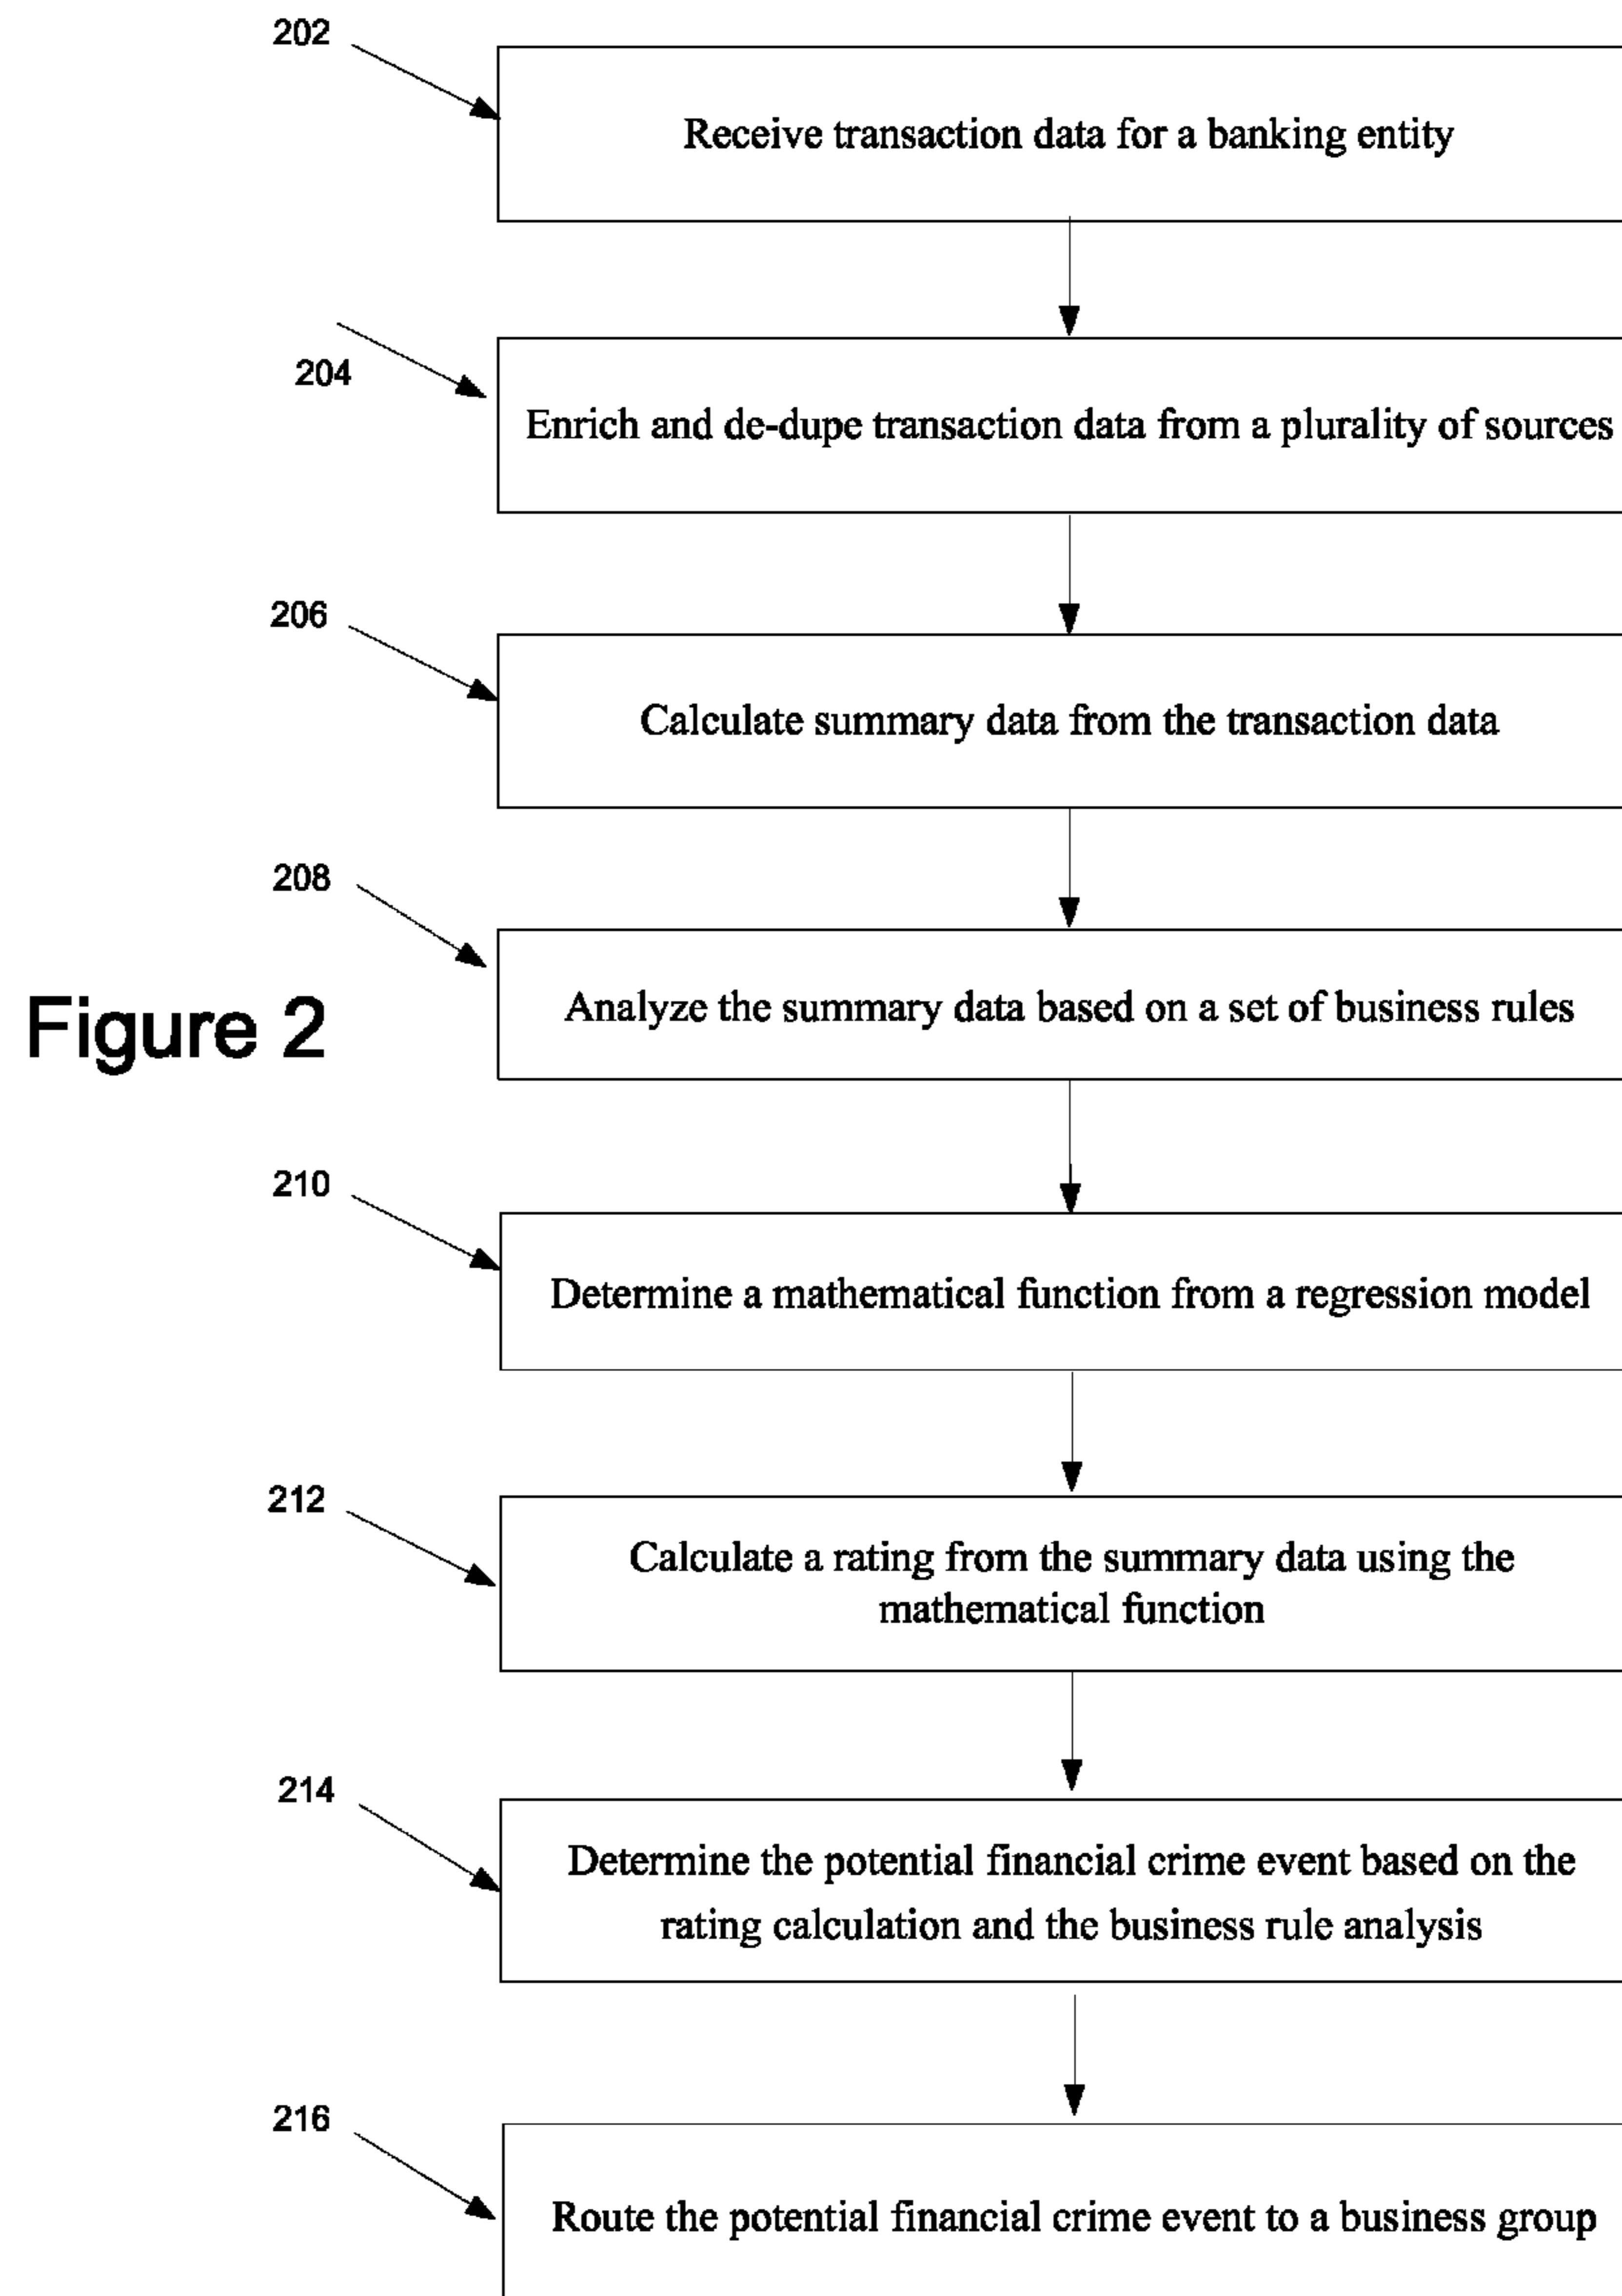 202
Receive transaction data for a banking entity
204
Enrich and de-dupe transaction data from a plurality of sources
206
Calculate summary data from the transaction data
208
Analyze the summary data based on a set of business rules
Figure 2
210
Determine a mathematical function from a regression model
212
Calculate a rating from the summary data using the
mathematical function
214
Determine the potential financial crime event based on the
rating calculation and the business rule analysis
216
Route the potential financial crime event to a business group